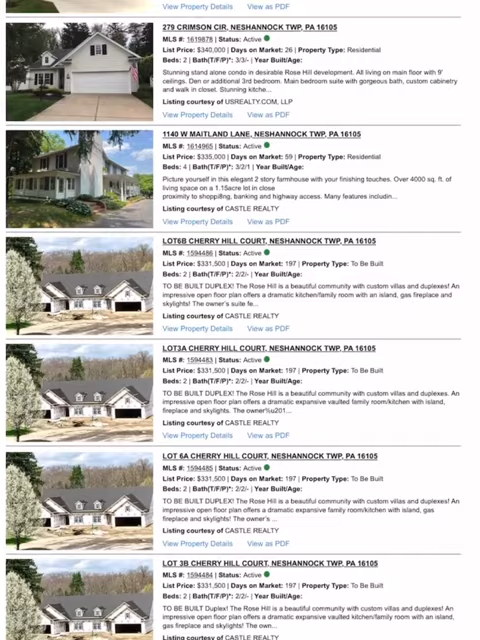 View Property Details View as PDF
279 CRIMSON CIR, NESHANNOCK TWP, PA 16105
MLS #: 1619878 | Status: Active
List Price: $340,000 | Days on Market: 26 | Property Type: Residential
Beds: 2 | Bath(T/F/P)*: 3/3/- | Year Built/Age:
Stunning stand alone condo in desirable Rose Hill development. All living on main floor with 9'
ceilings. Den or additional 3rd bedroom. Main bedroom suite with gorgeous bath, custom cabinetry
and walk in closet. Stunning kitche...
Listing courtesy of USREALTY.COM, LLP
View Property Details View as PDF
1140 W MAITLAND LANE, NESHANNOCK TWP, PA 16105
MLS #: 1614965 | Status: Active
List Price: $335,000 | Days on Market: 59 | Property Type: Residential
Beds: 4 | Bath(T/F/P)*: 3/2/1 | Year Built/Age:
Picture yourself in this elegant 2 story farmhouse with your finishing touches. Over 4000 sq. ft. of
living space on a 1.15acre lot in close
proximity to shopp8ng, banking and highway access. Many features includin...
Listing courtesy of CASTLE REALTY
View Property Details View as PDF
LOT6B CHERRY HILL COURT, NESHANNOCK TWP, PA 16105
MLS #: 1594486 | Status: Active
List Price: $331,500 | Days on Market: 197 | Property Type: To Be Built
Beds: 2 | Bath(T/F/P)*: 2/2/- | Year Built/Age:
TO BE BUILT DUPLEX! The Rose Hill is a beautiful community with custom villas and duplexes! An
impressive open floor plan offers a dramatic kitchen/family room with an island, gas fireplace and
skylights! The owner's suite fe...
Listing courtesy of CASTLE REALTY
View Property Details View as PDF
LOT3A CHERRY HILL COURT, NESHANNOCK TWP, PA 16105
MLS #: 1594483 | Status: Active
List Price: $331,500 | Days on Market: 197 | Property Type: To Be Built
Beds: 2 | Bath(T/F/P)*: 2/2/- | Year Built/Age:
TO BE BUILT DUPLEX! The Rose Hill is a beautiful community with custom villas and duplexes! An
impressive open floor plan offers a dramatic expansive vaulted family room/kitchen with island,
fireplace and skylights. The owner%u201...
Listing courtesy of CASTLE REALTY
View Property Details View as PDF
LOT 6A CHERRY HILL COURT, NESHANNOCK TWP, PA 16105
MLS #: 1594485 | Status: Active
List Price: $331,500 | Days on Market: 197 | Property Type: To Be Built
Beds: 2 | Bath(T/F/P)*: 2/2/- | Year Built/Age:
TO BE BUILT DUPLEX! The Rose Hill is a beautiful community with custom villas and duplexes! An
impressive open floor plan offers a dramatic expansive family room/kitchen with island, gas
fireplace and skylights! The owner's ...
Listing courtesy of CASTLE REALTY
View Property Details View as PDF
LOT 3B CHERRY HILL COURT, NESHANNOCK TWP, PA 16105
MLS #: 1594484 | Status: Active
List Price: $331,500 | Days on Market: 197 | Property Type: To Be Built
Beds: 2 | Bath(T/F/P)*: 2/2/- | Year Built/Age:
TO BE BUILT Duplex! The Rose Hill is a beautiful community with custom villas and duplexes! An
impressive open floor plan offers a dramatic expansive vaulted kitchen/family room with an island,
gas fireplace and skylights! The own...
Listing courtesy of CASTLE REALTY